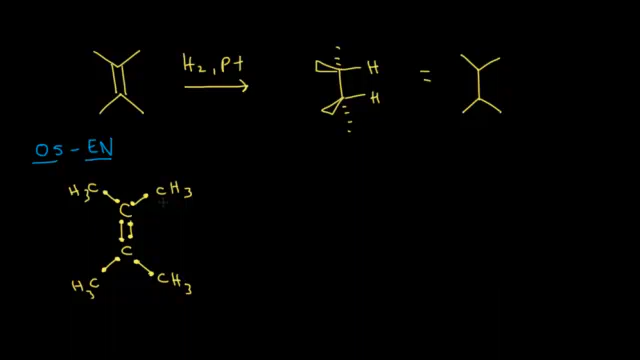 H2, Pt
H
=
H
OS-EN
H3C CH3
C
C
H3C CH3